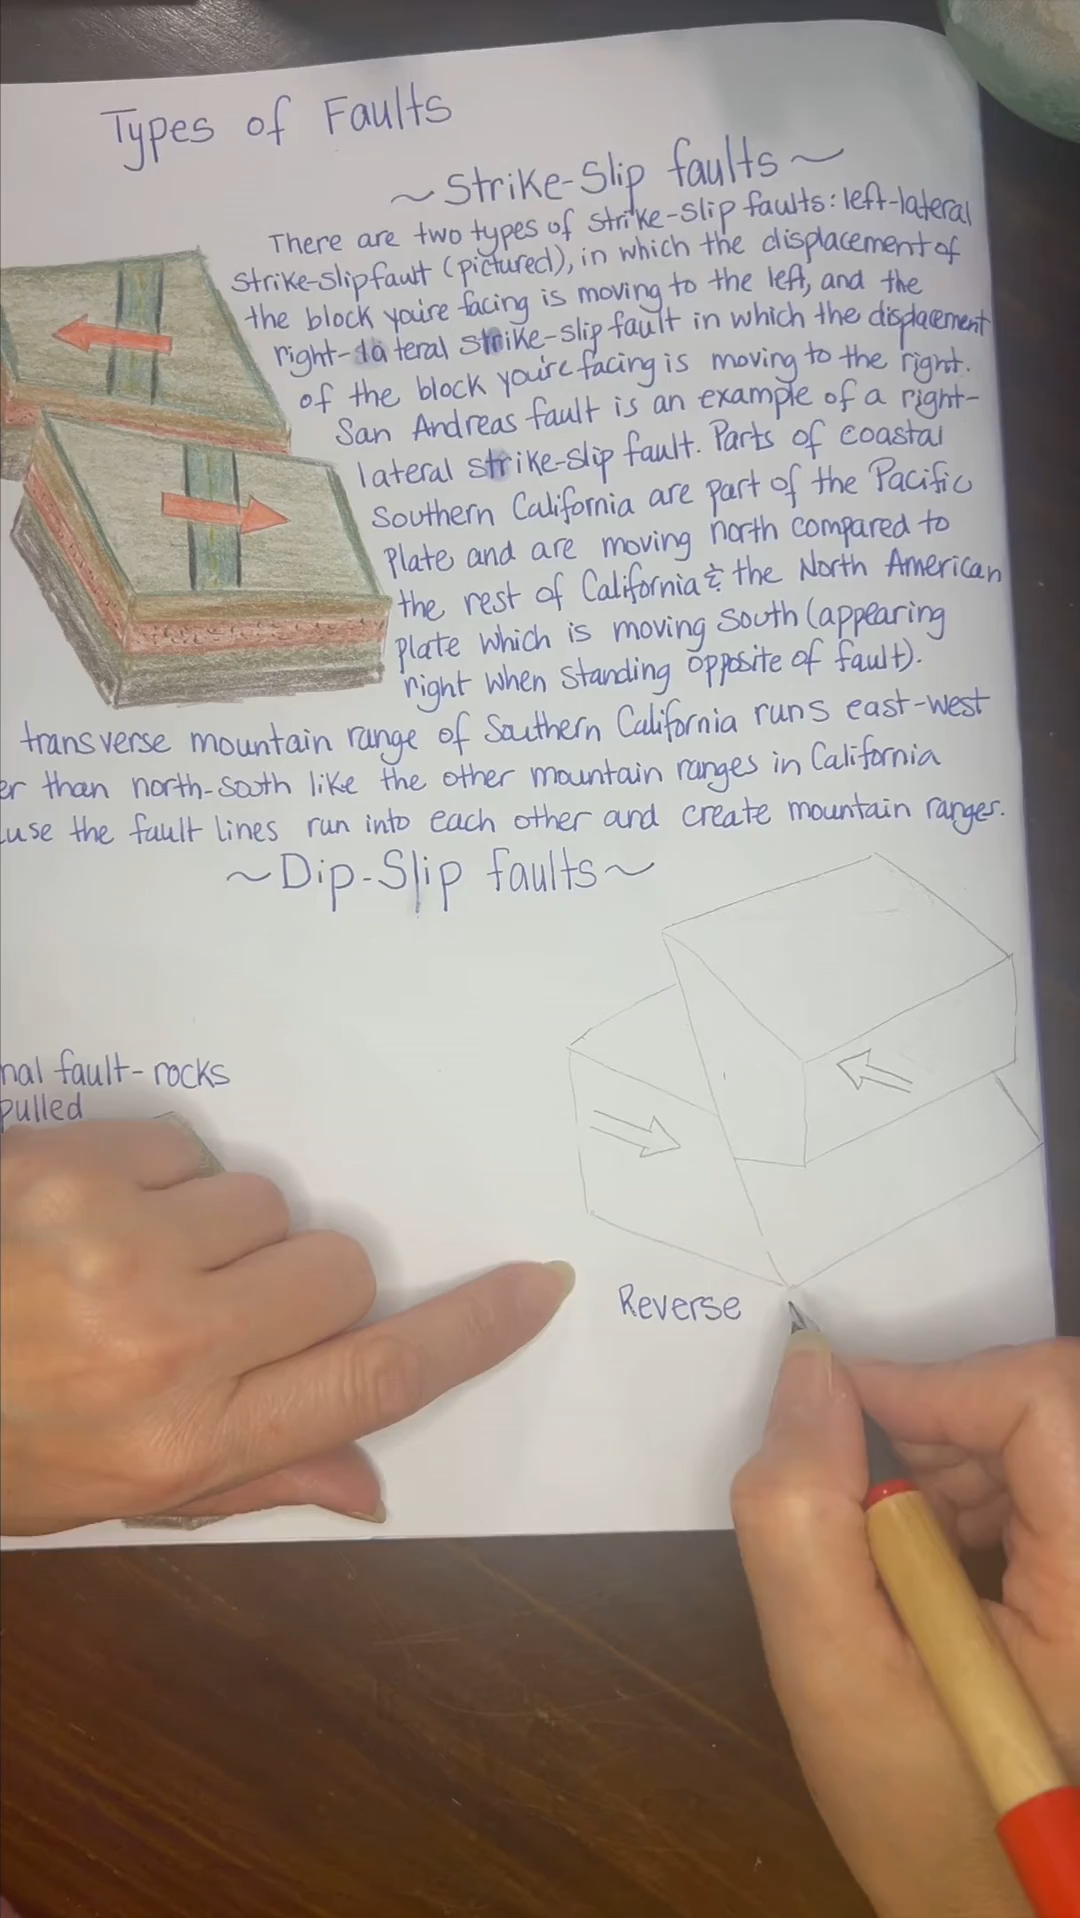 Types of Faults
~Strike-Slip faults~
There are two types of strike-slip faults: left-lateral
strike-slip fault (pictured), in which the displacement of
the block you're facing is moving to the left, and the
right-lateral strike-slip fault in which the displacement
of the block you're facing is moving to the right.
San Andreas fault is an example of a right-
lateral strike-slip fault. Parts of coastal
Southern California are part of the Pacific
Plate and are moving north compared to
the rest of California & the North American
plate which is moving south (appearing
right when standing opposite of fault).
transverse mountain range of Southern California runs east-west
er than north-south like the other mountain ranges in California
use the fault lines run into each other and create mountain ranges.
~Dip-Slip faults~
nal fault- rocks
pulled
Reverse